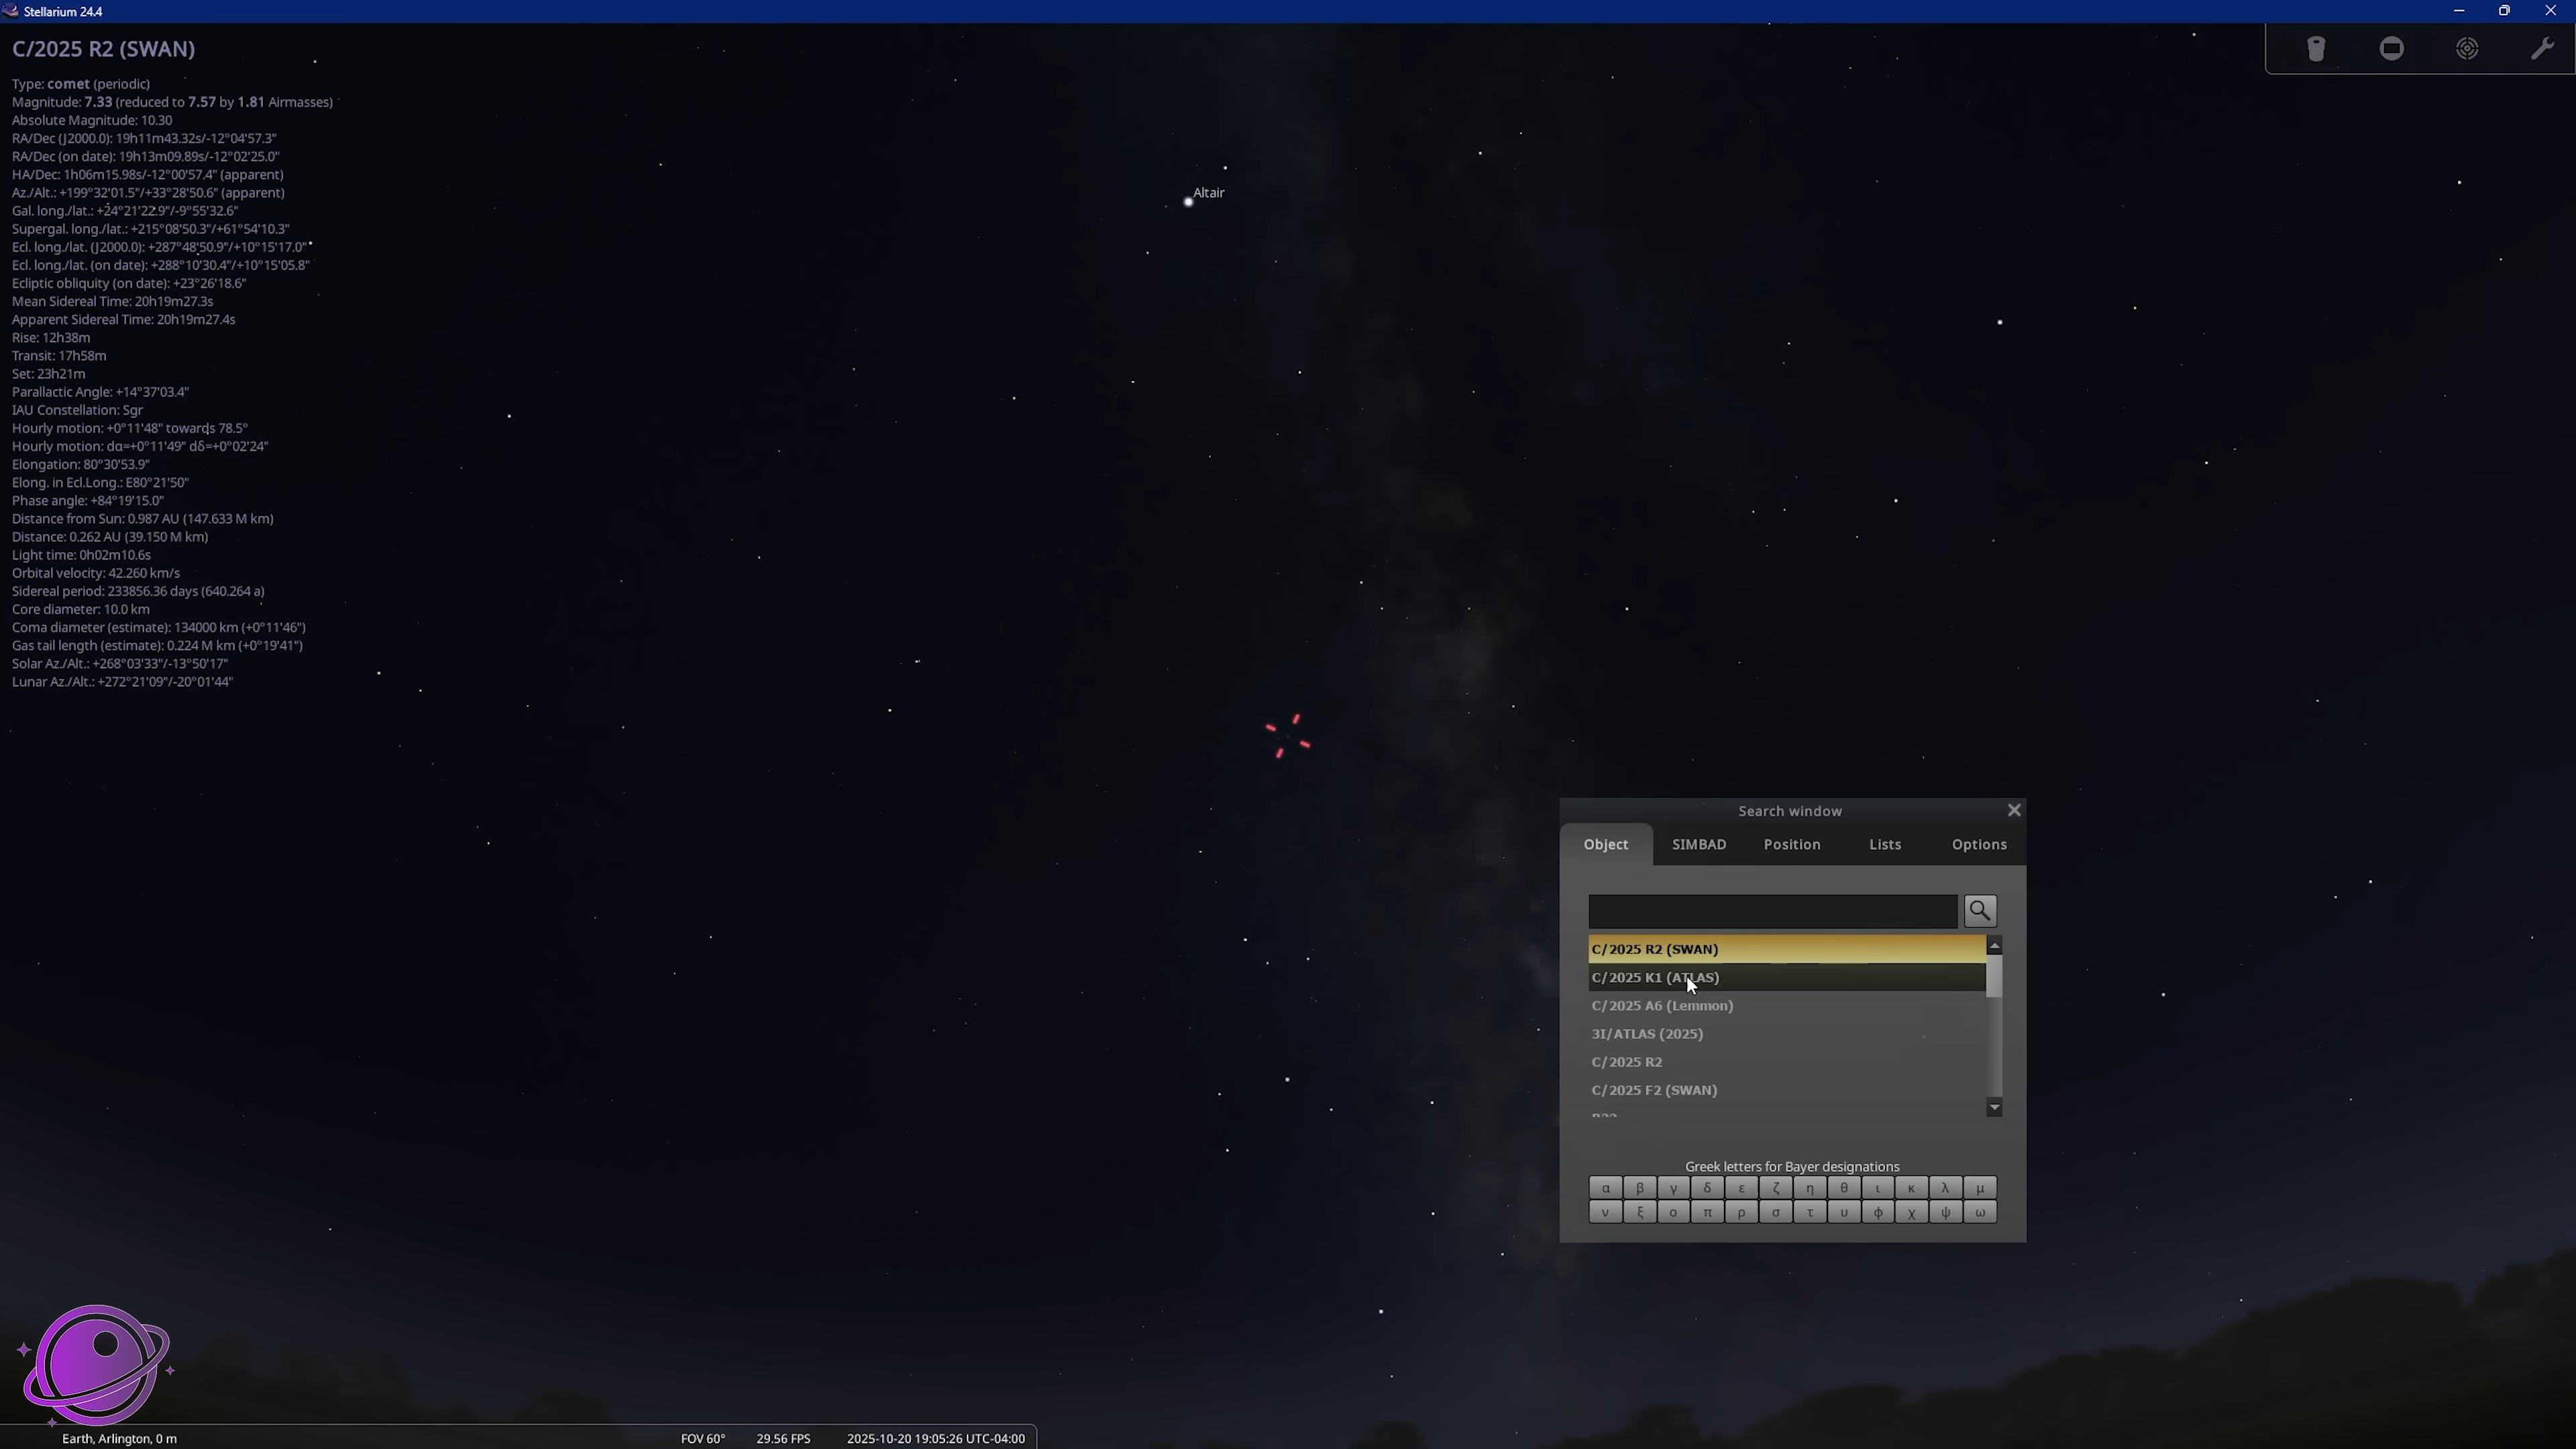 Stellarium 24.4
C/2025 R2 (SWAN)
Type: comet (periodic)
Magnitude: 7.33 (reduced to 7.57 by 1.81 Airmasses)
Absolute Magnitude: 10.30
RA/Dec (J2000.0): 19h11m43.32s/-12°04'57.3"
RA/Dec (on date): 19h13m09.89s/-12°02'25.0"
HA/Dec: 1h06m15.98s/-12°00'57.4" (apparent)
Az./Alt.: +199°32'01.5"/+33°28'50.6" (apparent)
Gal. long./lat.: +24°21'22.9"/-9°55'32.6"
Supergal. long./lat.: +215°08'50.3"/+61°54'10.3"
Ecl. long./lat. (J2000.0): +287°48'50.9"/+10°15'17.0"
Ecl. long./lat. (on date): +288°10'30.4"/+10°15'05.8"
Ecliptic obliquity (on date): +23°26'18.6"
Mean Sidereal Time: 20h19m27.3s
Apparent Sidereal Time: 20h19m27.4s
Rise: 12h38m
Transit: 17h58m
Set: 23h21m
Parallactic Angle: +14°37'03.4"
IAU Constellation: Sgr
Hourly motion: +0°11'48" towards 78.5°
Hourly motion: dα=+0°11'49" dδ=+0°02'24"
Elongation: 80°30'53.9"
Elong. in Ecl.Long.: E80°21'50"
Phase angle: +84°19'15.0"
Distance from Sun: 0.987 AU (147.633 M km)
Distance: 0.262 AU (39.150 M km)
Light time: 0h02m10.6s
Orbital velocity: 42.260 km/s
Sidereal period: 233856.36 days (640.264 a)
Core diameter: 10.0 km
Coma diameter (estimate): 134000 km (+0°11'46")
Gas tail length (estimate): 0.224 M km (+0°19'41")
Solar Az./Alt.: +268°03'33"/-13°50'17"
Lunar Az./Alt.: +272°21'09"/-20°01'44"
Altair
Search window
Object SIMBAD Position Lists Options
C/2025 R2 (SWAN)
C/2025 K1 (ATLAS)
C/2025 A6 (Lemmon)
3I/ATLAS (2025)
C/2025 R2
C/2025 F2 (SWAN)
Greek letters for Bayer designations
α β γ δ ε ζ η θ ι κ λ μ
ν ξ ο π ρ σ τ υ φ χ ψ ω
Earth, Arlington, 0 m FOV 60° 29.56 FPS 2025-10-20 19:05:26 UTC-04:00